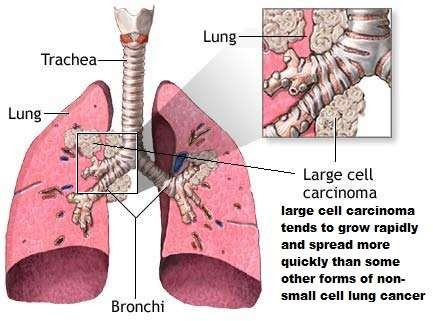 Lung
Trachea
Lung
Large cell
carcinoma
large cell carcinoma
tends to grow rapidly
and spread more
quickly than some
other forms of non-
small cell lung cancer
Bronchi